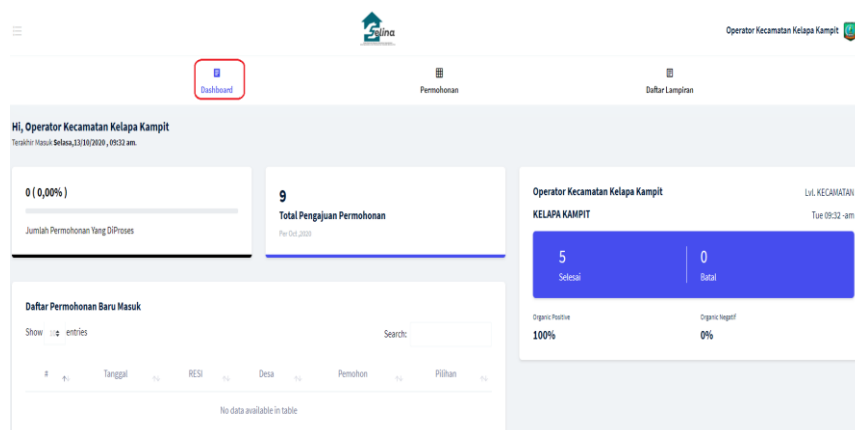 Selina
Operator Kecamatan Kelapa Kampit
Dashboard
Permohonan
Daftar Lampiran
Hi, Operator Kecamatan Kelapa Kampit
Terakhir Masuk Selasa,13/10/2020 , 09:32 am.
0 ( 0,00% )
Jumlah Permohonan Yang DiProses
9
Total Pengajuan Permohonan
Per Oct ,2020
Operator Kecamatan Kelapa Kampit
Lvl. KECAMATAN
KELAPA KAMPIT
Tue 09:32 -am
5
Selesai
0
Batal
Organic Positive
100%
Organic Negatif
0%
Daftar Permohonan Baru Masuk
Show entries
Search:
# Tanggal RESI Desa Pemohon Pilihan
No data available in table